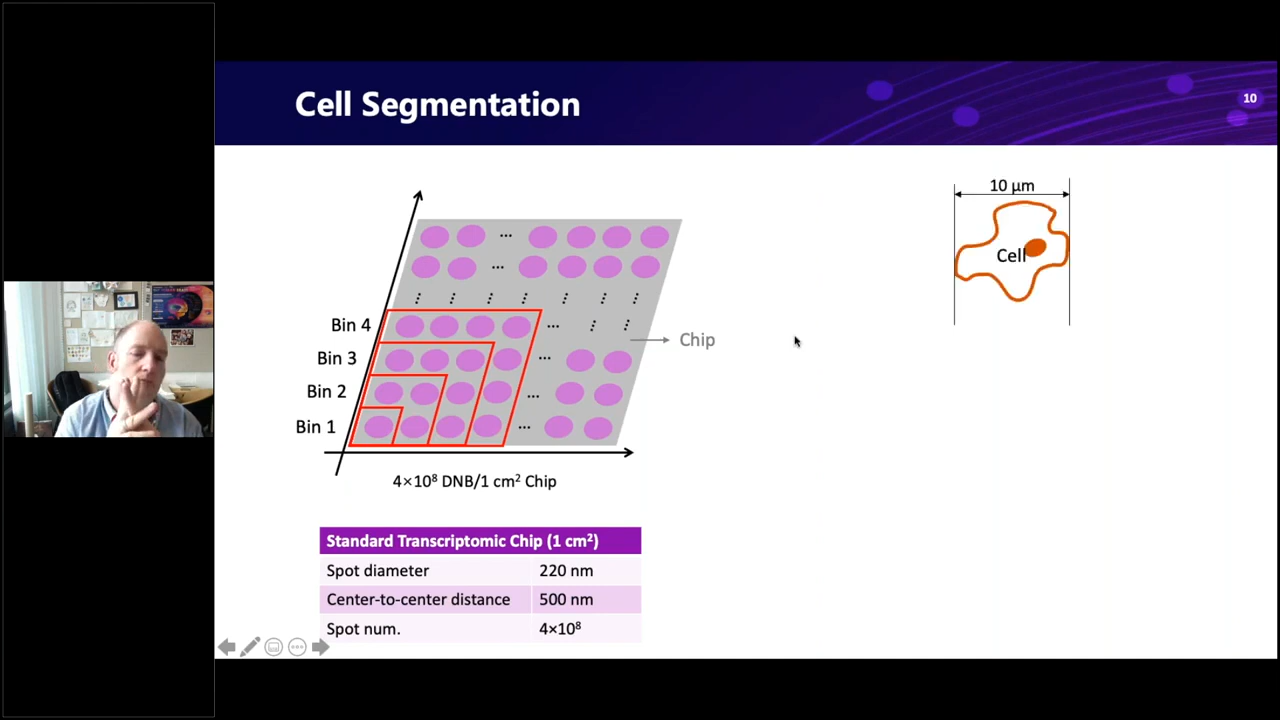 Cell Segmentation
10
10 μm
Cell
Bin 4
Bin 3
Bin 2
Bin 1
Chip
4×10⁸ DNB/1 cm² Chip
Standard Transcriptomic Chip (1 cm²)
Spot diameter 220 nm
Center-to-center distance 500 nm
Spot num. 4×10⁸